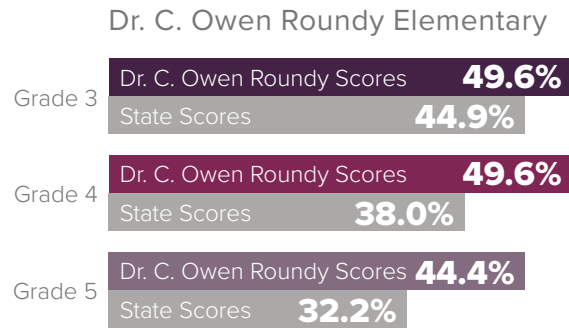 Dr. C. Owen Roundy Elementary
Grade 3
Dr. C. Owen Roundy Scores 49.6%
State Scores 44.9%
Grade 4
Dr. C. Owen Roundy Scores 49.6%
State Scores 38.0%
Grade 5
Dr. C. Owen Roundy Scores 44.4%
State Scores 32.2%